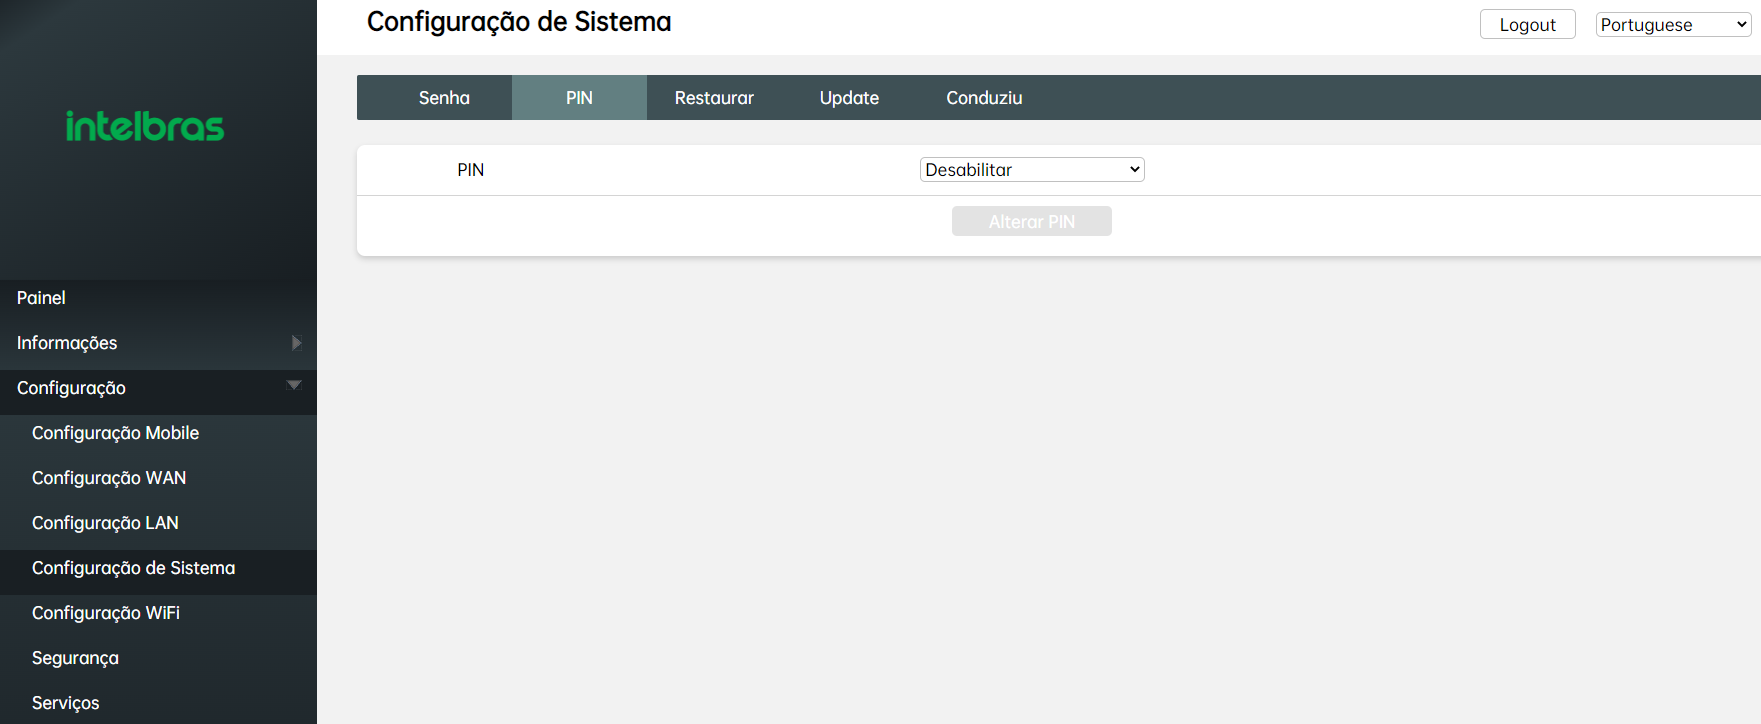 Configuração de Sistema
Logout
Portuguese
intelbras
Senha
PIN
Restaurar
Update
Conduziu
PIN
Desabilitar
Alterar PIN
Painel
Informações
Configuração
Configuração Mobile
Configuração WAN
Configuração LAN
Configuração de Sistema
Configuração WiFi
Segurança
Serviços